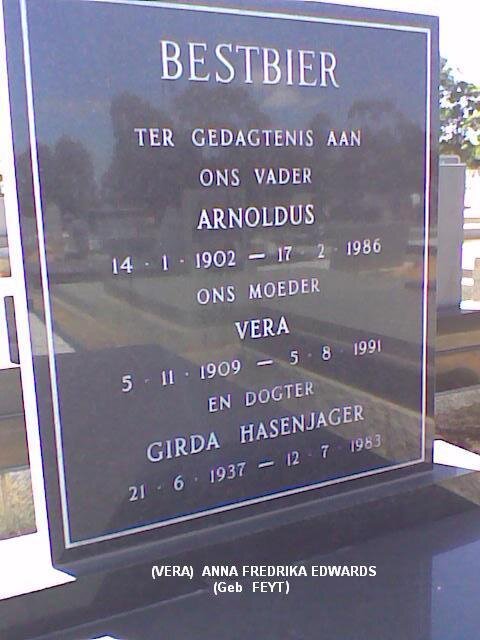 BESTBIER
TER GEDAGTENIS AAN
ONS VADER
ARNOLDUS
14 · 1 · 1902 — 17 · 2 · 1986
ONS MOEDER
VERA
5 · 11 · 1909 — 5 · 8 · 1991
EN DOGTER
GIRDA HASENJAGER
21 · 6 · 1937 — 12 · 7 · 1983
(VERA) ANNA FREDRIKA EDWARDS
(Geb FEYT)